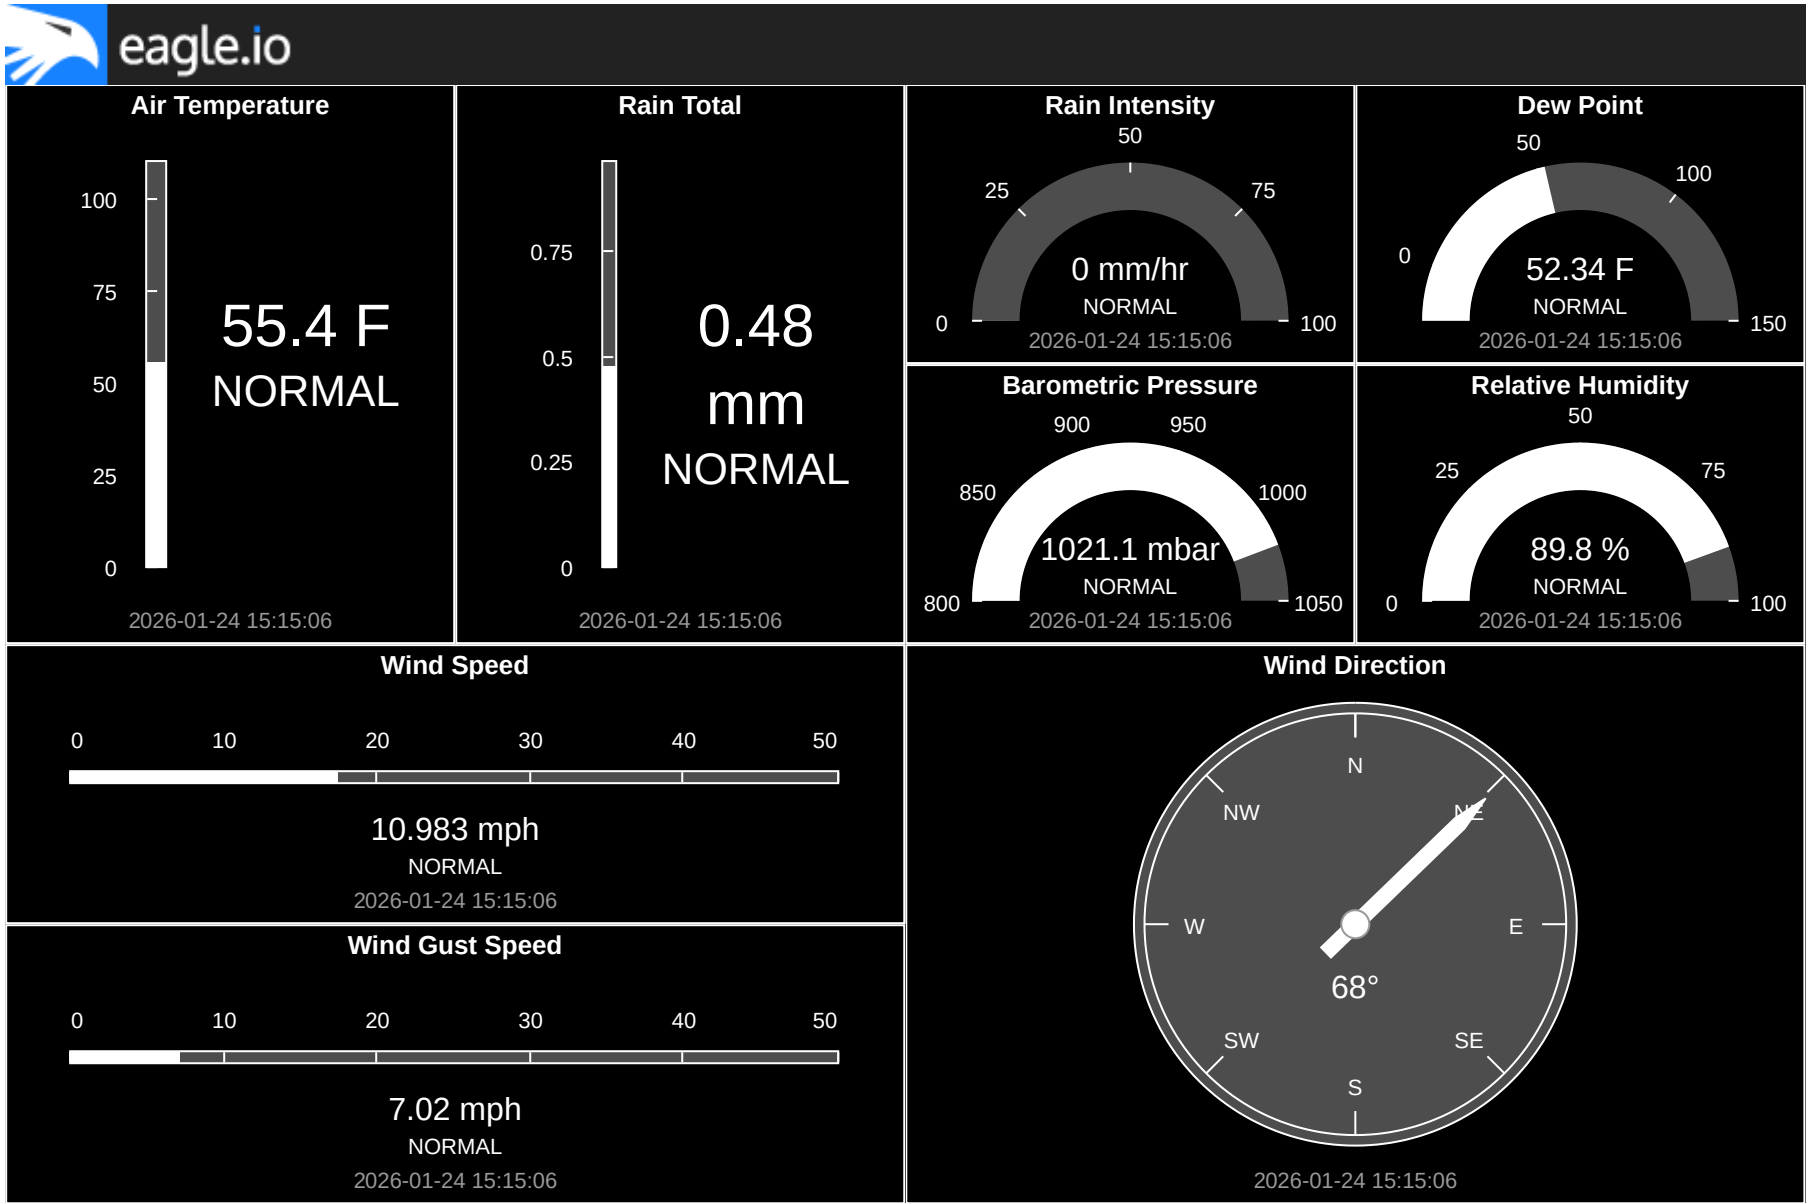 eagle.io
Air Temperature
100
75
50
25
0
55.4 F
NORMAL
2026-01-24 15:15:06
Rain Total
0.75
0.5
0.25
0
0.48
mm
NORMAL
2026-01-24 15:15:06
Rain Intensity
50
25
75
0
100
0 mm/hr
NORMAL
2026-01-24 15:15:06
Dew Point
50
100
0
150
52.34 F
NORMAL
2026-01-24 15:15:06
Barometric Pressure
900
950
850
1000
800
1050
1021.1 mbar
NORMAL
2026-01-24 15:15:06
Relative Humidity
50
25
75
0
100
89.8 %
NORMAL
2026-01-24 15:15:06
Wind Speed
0 10 20 30 40 50
10.983 mph
NORMAL
2026-01-24 15:15:06
Wind Gust Speed
0 10 20 30 40 50
7.02 mph
NORMAL
2026-01-24 15:15:06
Wind Direction
N
NW
NE
W
E
68°
SW
SE
S
2026-01-24 15:15:06